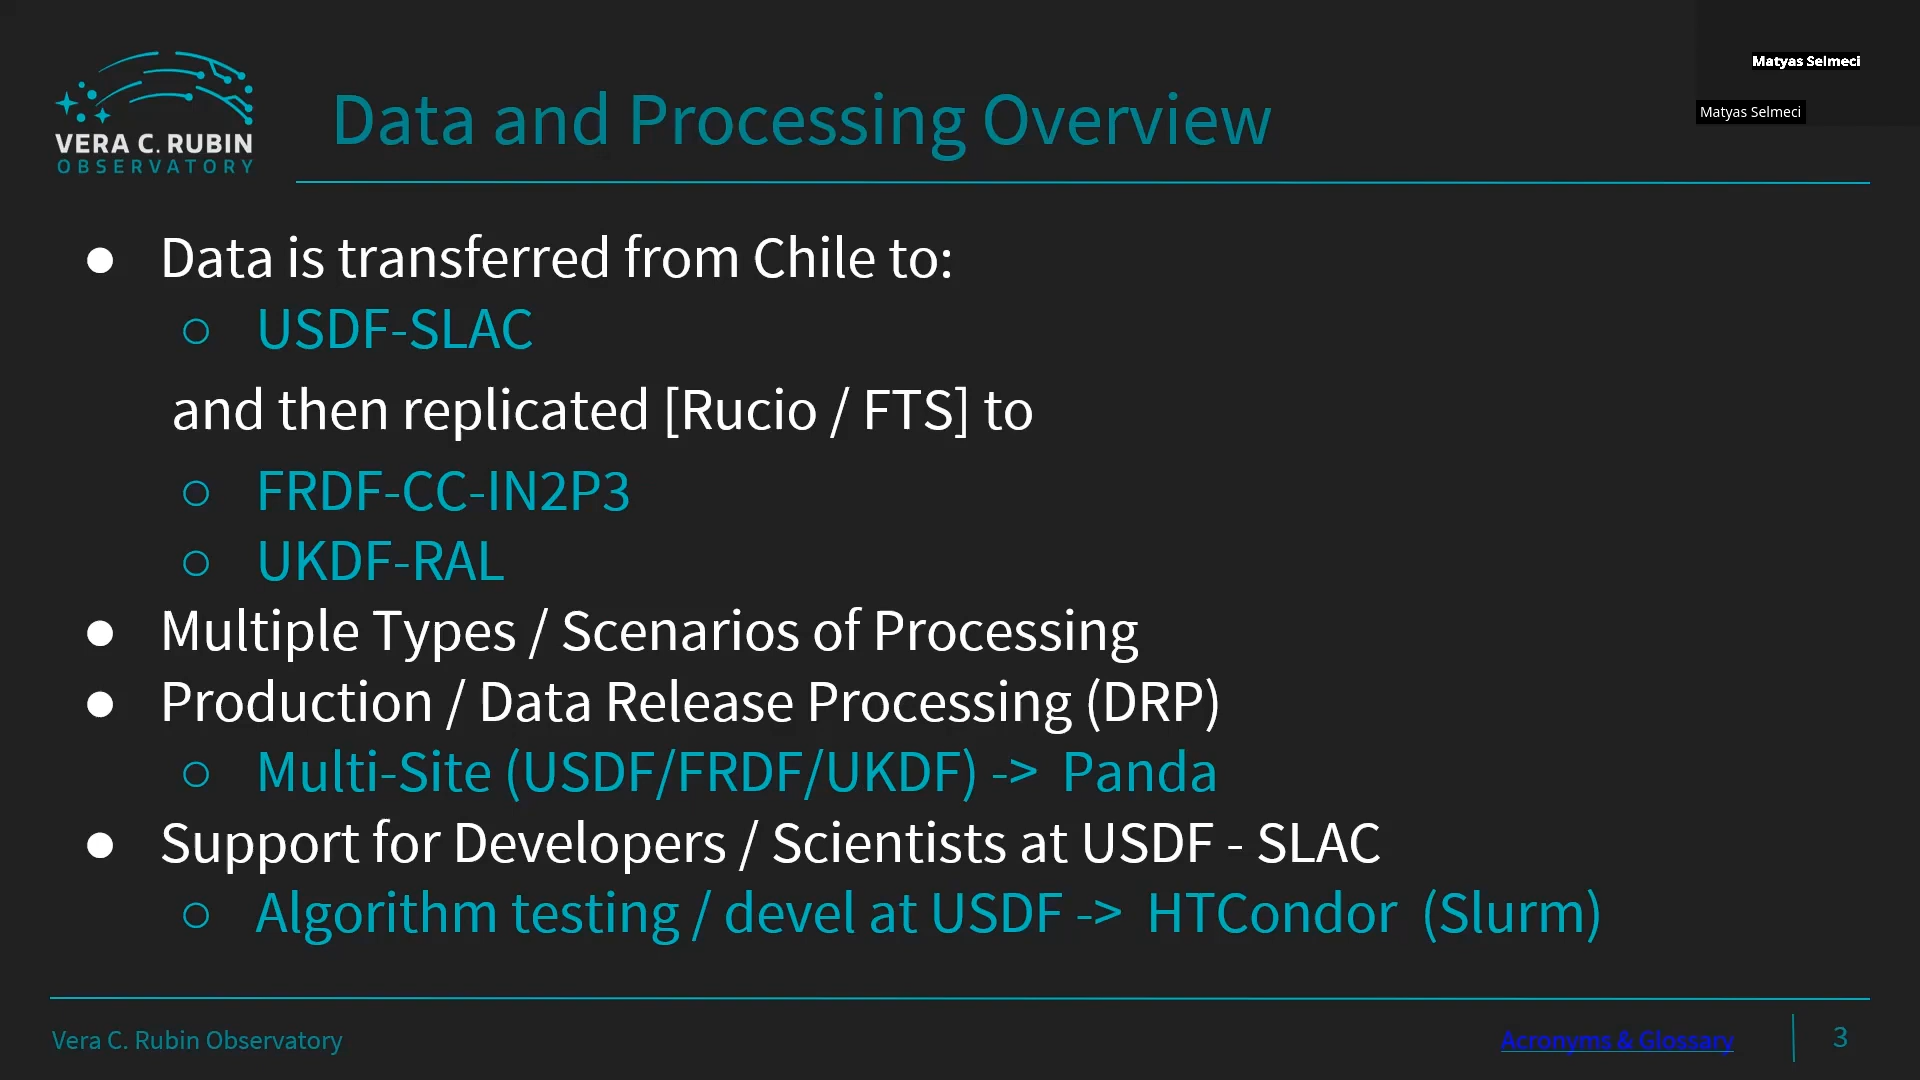 Matyas Selmeci
Matyas Selmeci
VERA C. RUBIN
OBSERVATORY
Data and Processing Overview
● Data is transferred from Chile to:
○ USDF-SLAC
and then replicated [Rucio / FTS] to
○ FRDF-CC-IN2P3
○ UKDF-RAL
● Multiple Types / Scenarios of Processing
● Production / Data Release Processing (DRP)
○ Multi-Site (USDF/FRDF/UKDF) -> Panda
● Support for Developers / Scientists at USDF - SLAC
○ Algorithm testing / devel at USDF -> HTCondor (Slurm)
Vera C. Rubin Observatory
Acronyms & Glossary
3